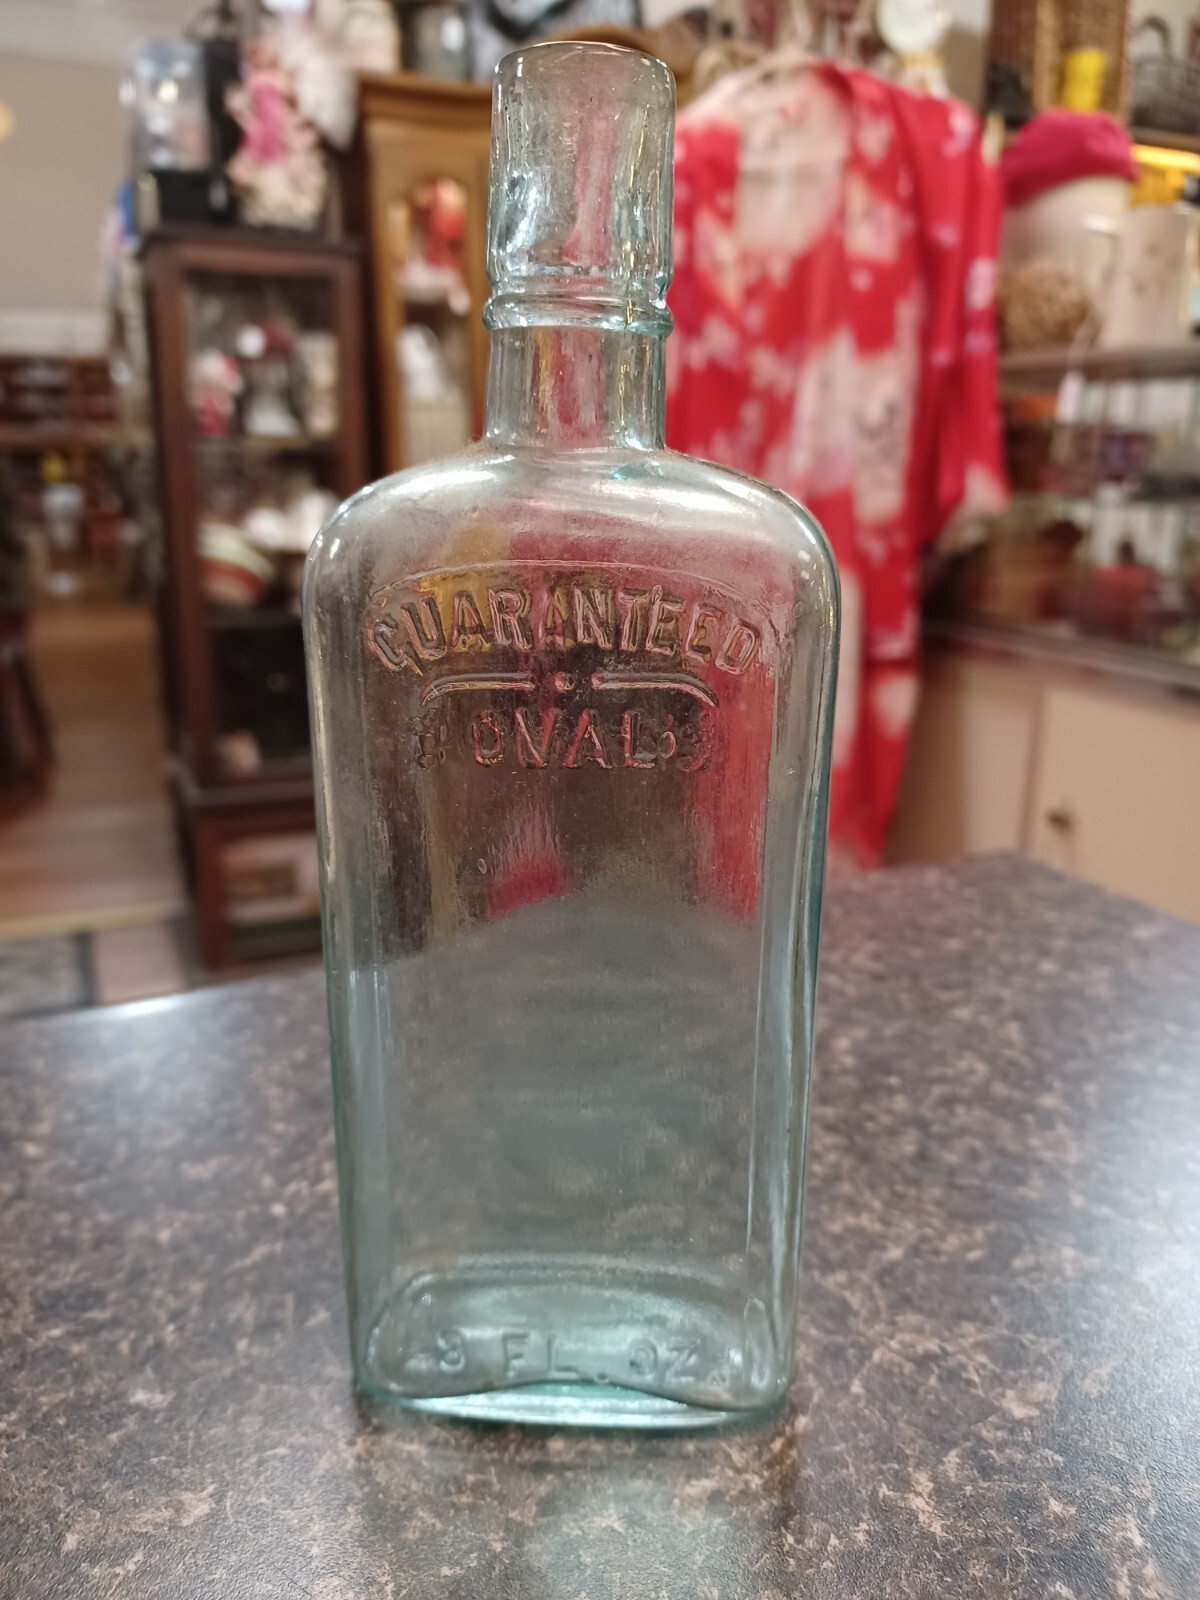 GUARANTEED
OVAL
8 FL. OZ.